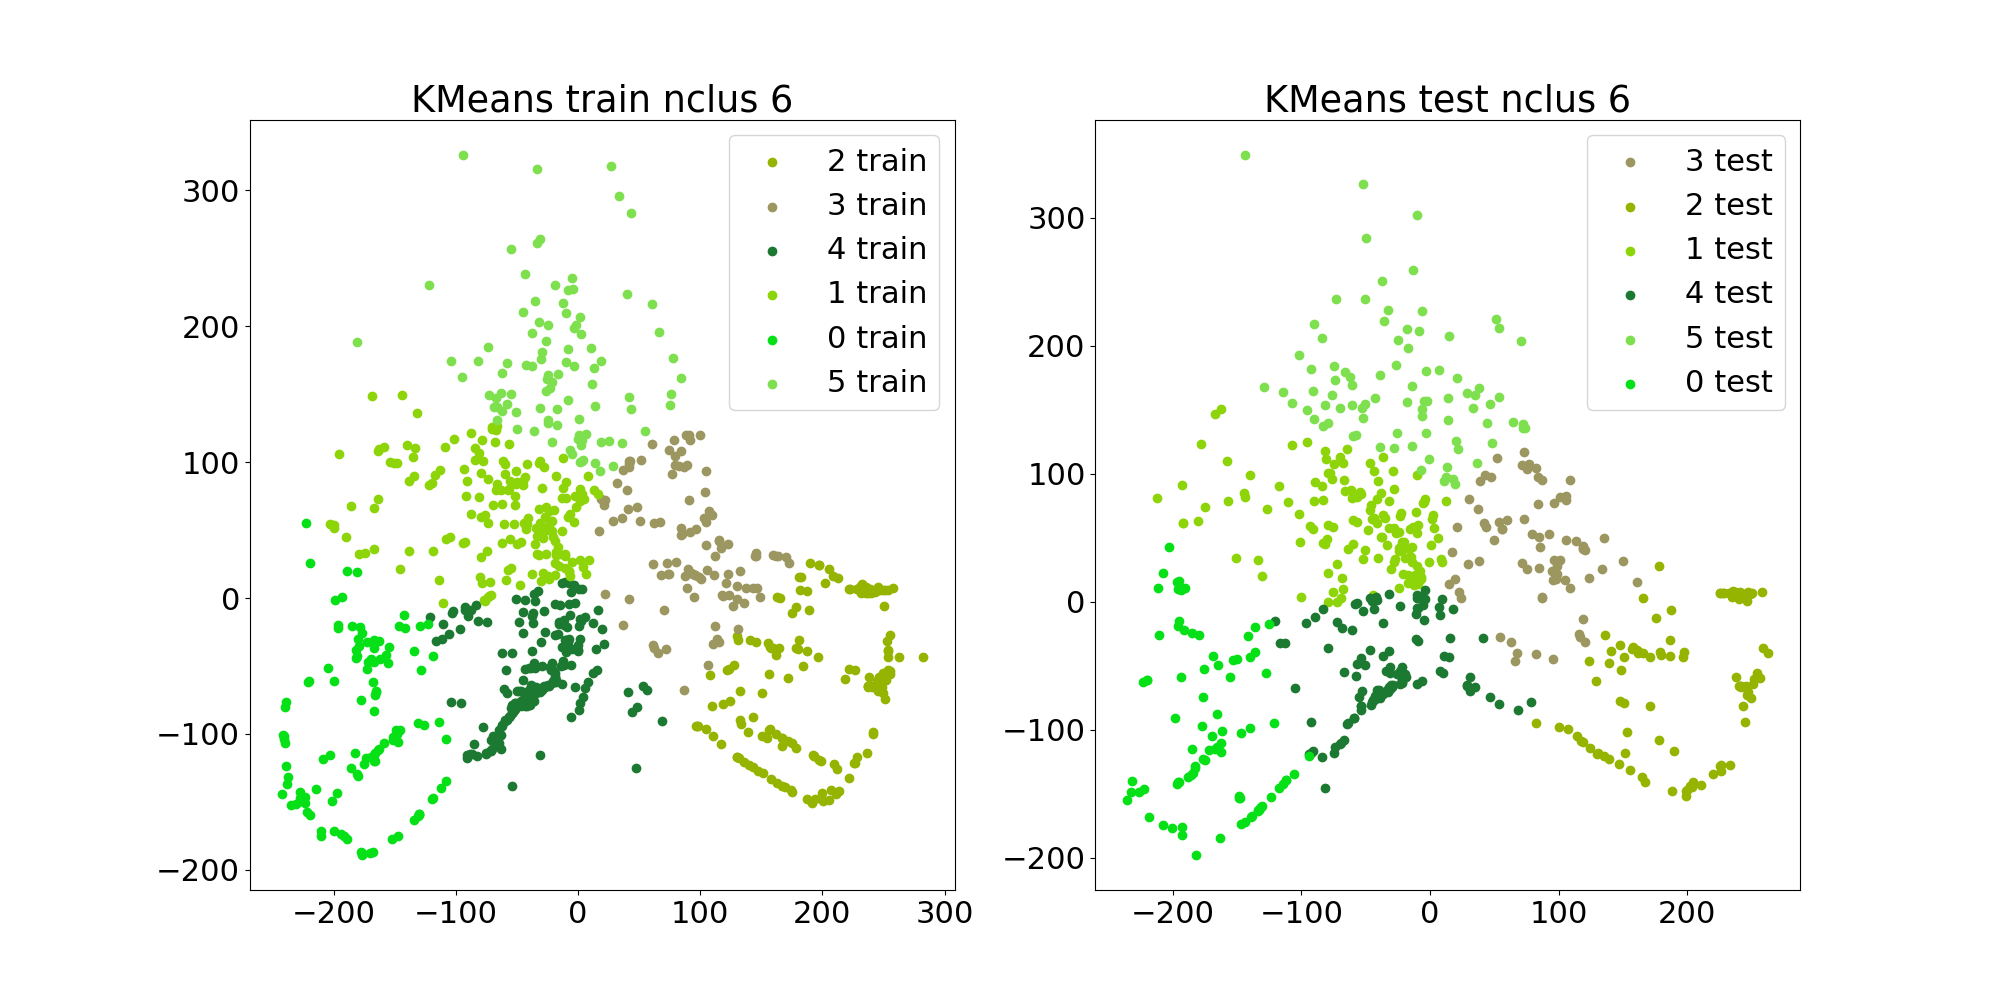 KMeans train nclus 6
2 train
3 train
4 train
1 train
0 train
5 train
300
200
100
0
−100
−200
−200 −100 0 100 200 300
KMeans test nclus 6
3 test
2 test
1 test
4 test
5 test
0 test
300
200
100
0
−100
−200
−200 −100 0 100 200